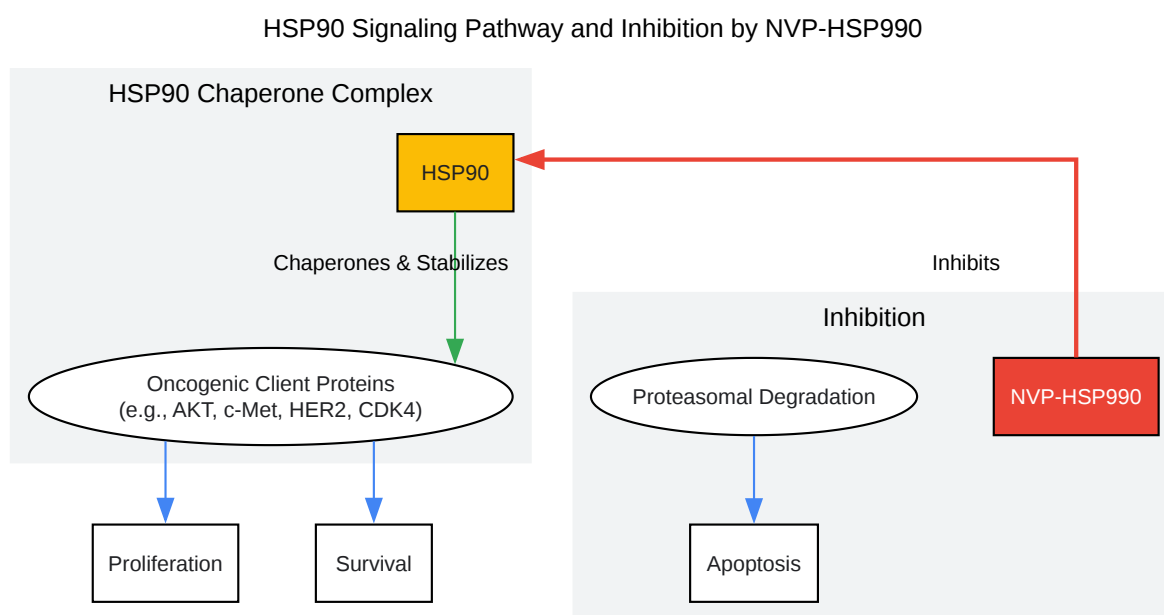 HSP90 Signaling Pathway and Inhibition by NVP-HSP990
HSP90 Chaperone Complex
HSP90
Chaperones & Stabilizes
Inhibits
Inhibition
Oncogenic Client Proteins
(e.g., AKT, c-Met, HER2, CDK4)
Proteasomal Degradation
NVP-HSP990
Proliferation
Survival
Apoptosis